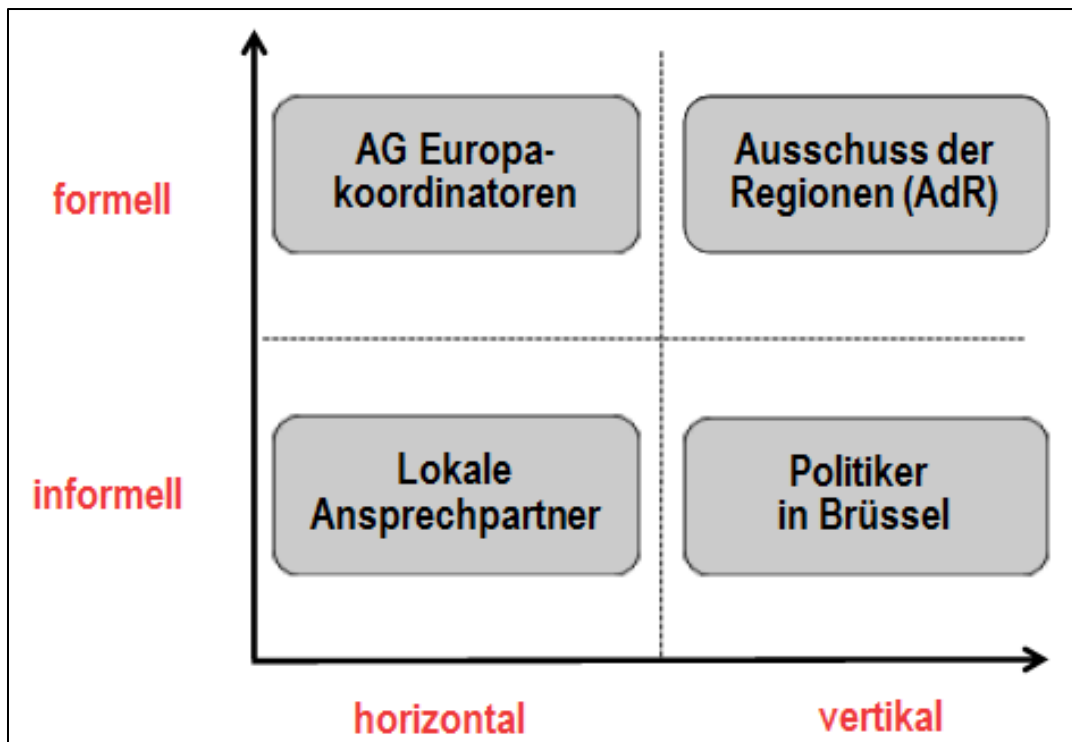 AG Europa-
koordinatoren
Ausschuss der
Regionen (AdR)
formell
Lokale
Ansprechpartner
Politiker
in Brüssel
informell
horizontal
vertikal